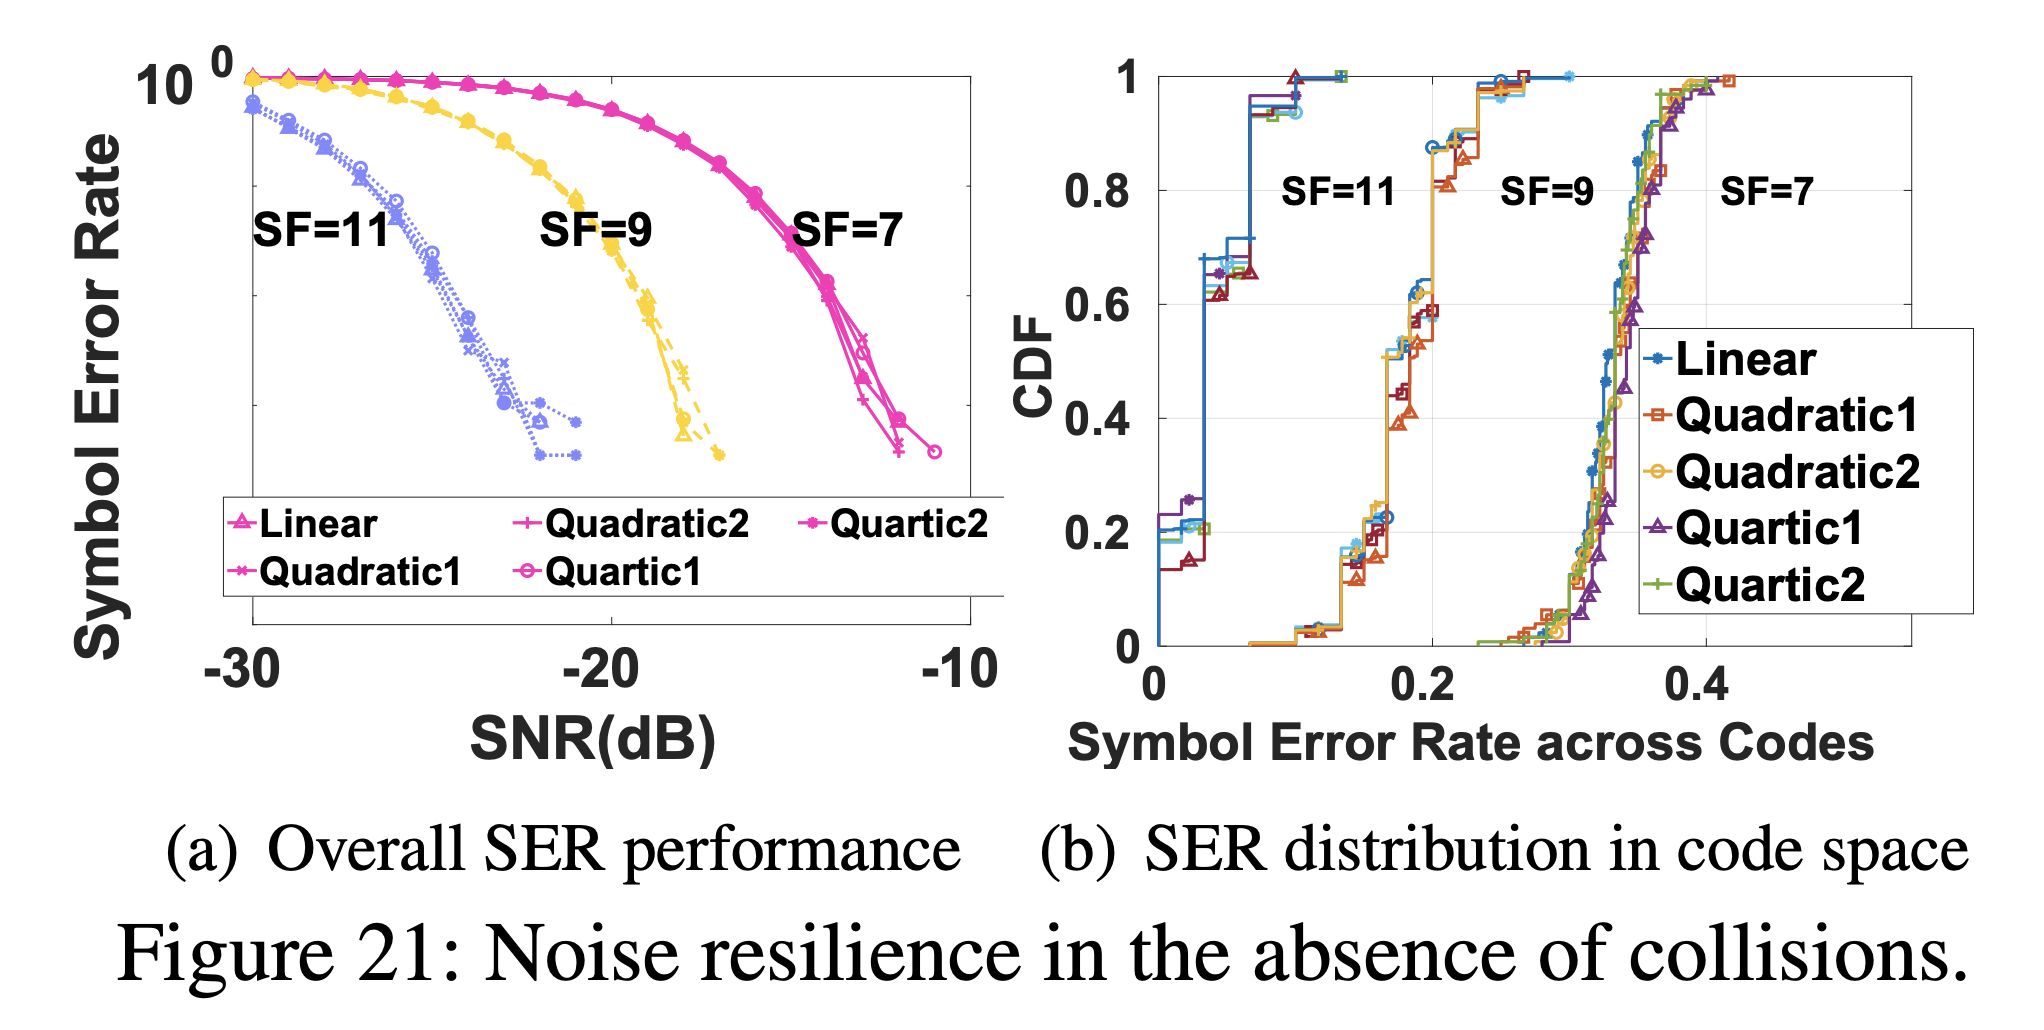 10 0
Symbol Error Rate
SF=11
SF=9
SF=7
Linear
Quadratic2
Quartic2
Quadratic1
Quartic1
-30
-20
-10
SNR(dB)
1
0.8
0.6
0.4
0.2
0
CDF
SF=11
SF=9
SF=7
Linear
Quadratic1
Quadratic2
Quartic1
Quartic2
0
0.2
0.4
Symbol Error Rate across Codes
(a) Overall SER performance
(b) SER distribution in code space
Figure 21: Noise resilience in the absence of collisions.